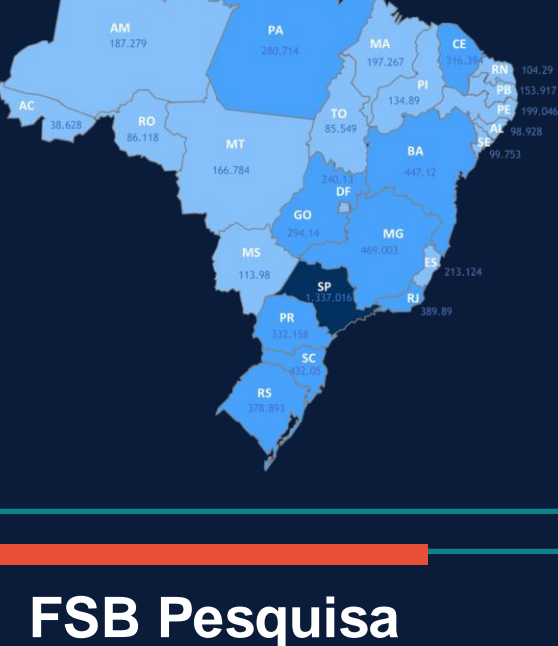 AM
187.279
PA
280.714
MA
197.267
CE
316.394
RN
104.29
PB
153.917
PE
199.046
AL
98.928
SE
99.753
PI
134.89
AC
38.628
RO
86.118
TO
85.549
MT
166.784
BA
447.12
240.13
DF
GO
294.14
MG
469.003
MS
113.98
ES
213.124
SP
1.337.016
RJ
389.89
PR
332.158
SC
432.05
RS
378.893
FSB Pesquisa